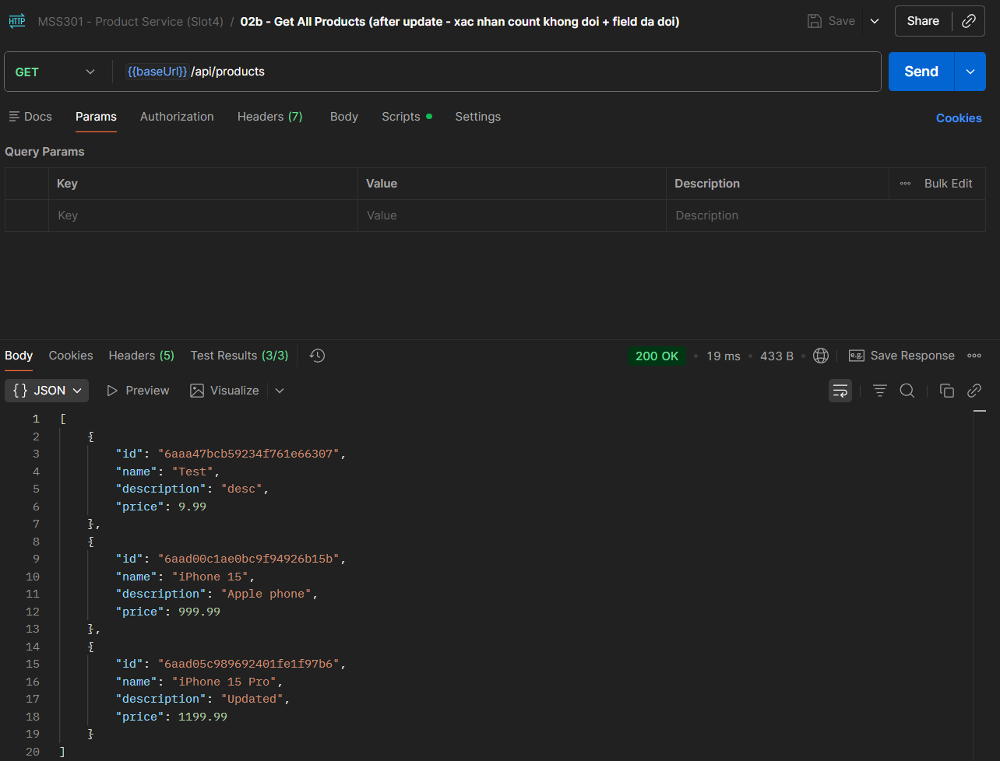 HTTP MSS301 - Product Service (Slot4) / 02b - Get All Products (after update - xac nhan count khong doi + field da doi) Save Share
GET {{baseUrl}} /api/products Send
Docs Params Authorization Headers (7) Body Scripts Settings Cookies
Query Params
Key Value Description Bulk Edit
Key Value Description
Body Cookies Headers (5) Test Results (3/3) 200 OK 19 ms 433 B e.g. Save Response
{} JSON Preview Visualize
1 [
2 {
3 "id": "6aaa47bcb59234f761e66307",
4 "name": "Test",
5 "description": "desc",
6 "price": 9.99
7 },
8 {
9 "id": "6aad00c1ae0bc9f94926b15b",
10 "name": "iPhone 15",
11 "description": "Apple phone",
12 "price": 999.99
13 },
14 {
15 "id": "6aad05c989692401fe1f97b6",
16 "name": "iPhone 15 Pro",
17 "description": "Updated",
18 "price": 1199.99
19 }
20 ]